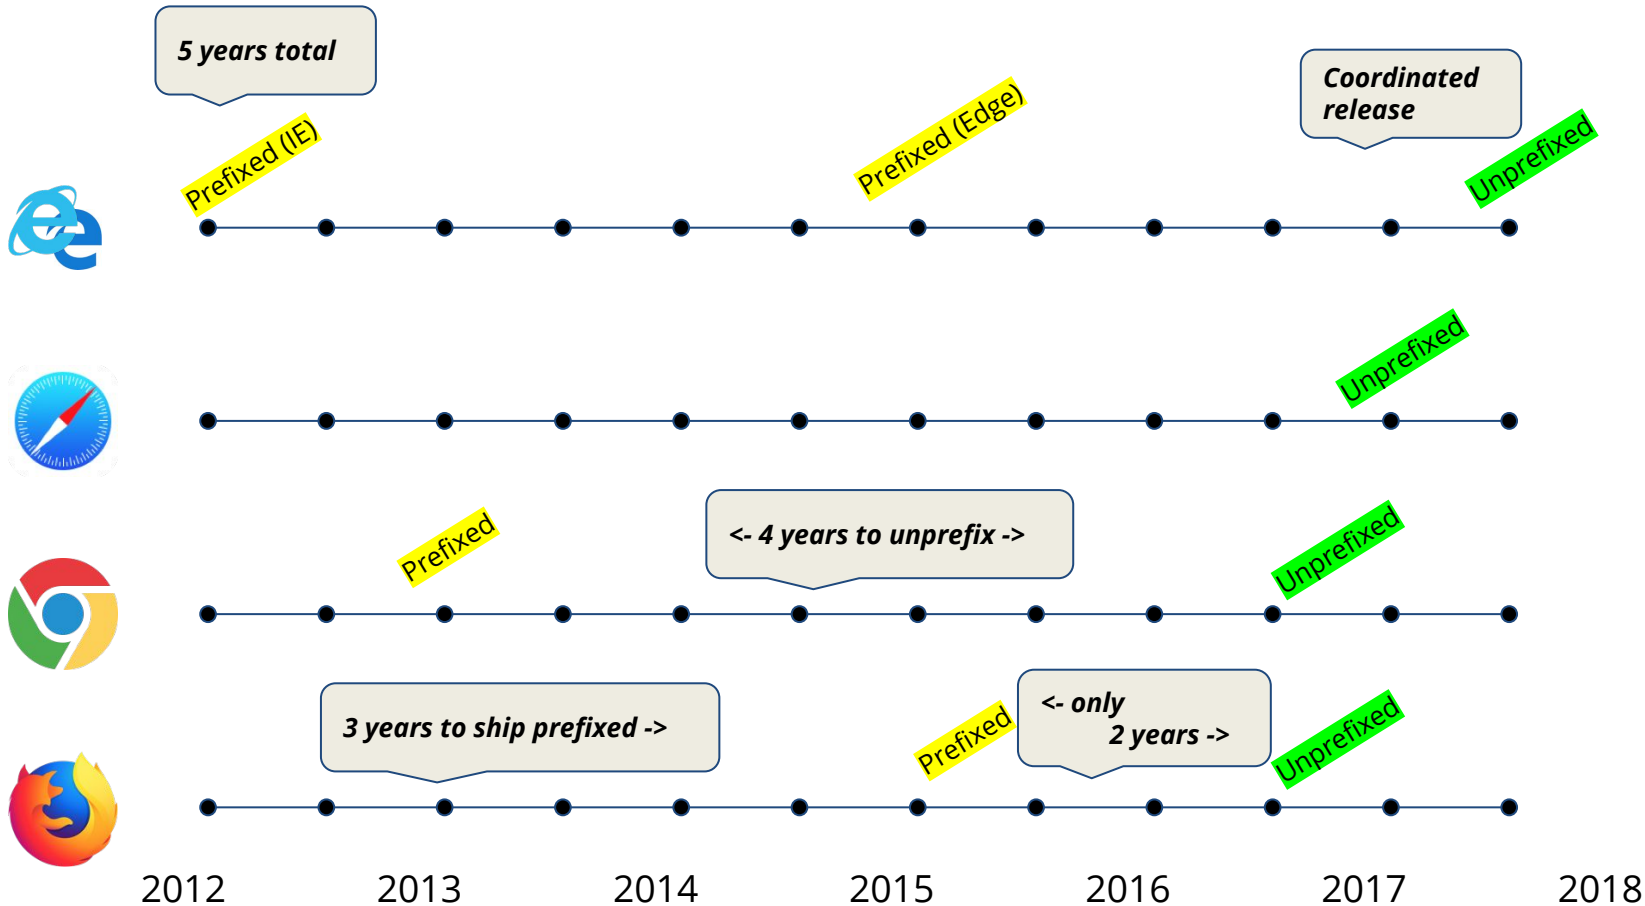 5 years total
Coordinated
release
Prefixed (IE)
Prefixed (Edge)
Unprefixed
Unprefixed
Prefixed
<- 4 years to unprefix ->
Unprefixed
3 years to ship prefixed ->
Prefixed
<- only
2 years ->
Unprefixed
2012 2013 2014 2015 2016 2017 2018